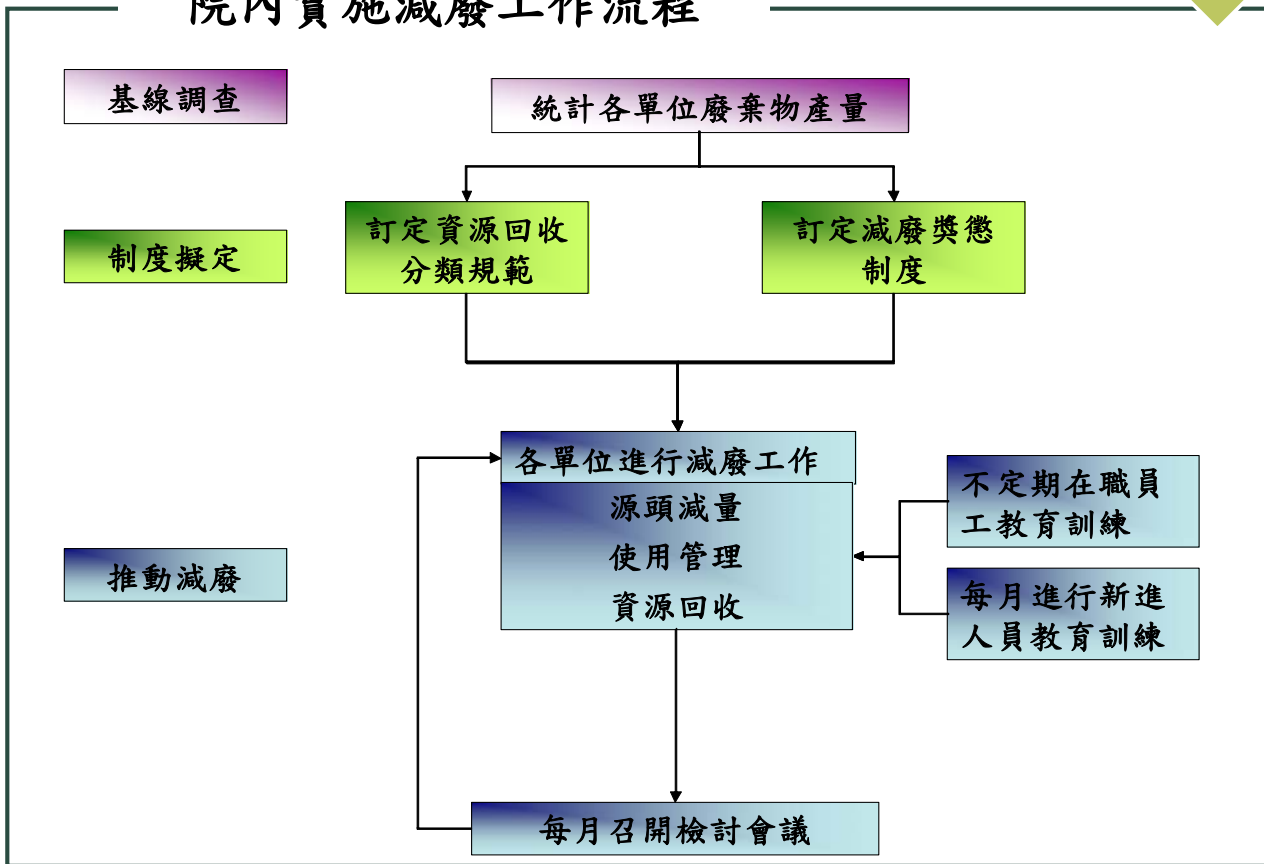 院內實施減廢工作流程
基線調查
統計各單位廢棄物產量
制度擬定
訂定資源回收
分類規範
訂定減廢獎懲
制度
推動減廢
各單位進行減廢工作
源頭減量
使用管理
資源回收
不定期在職員
工教育訓練
每月進行新進
人員教育訓練
每月召開檢討會議